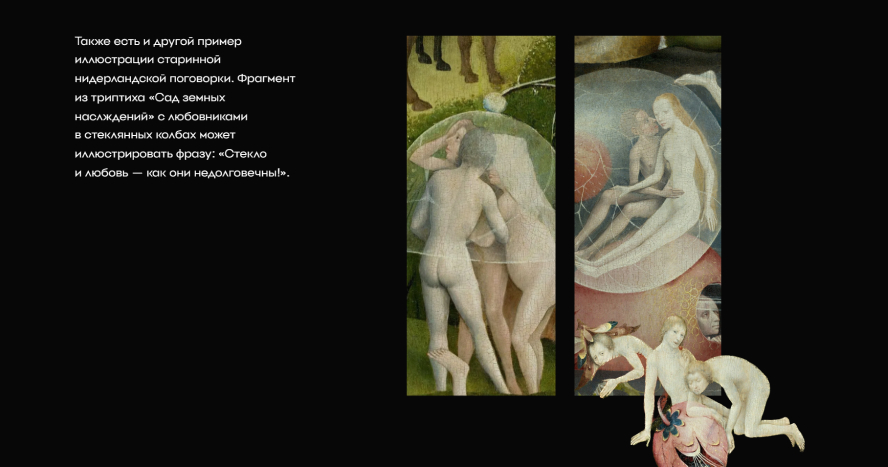 Также есть и другой пример
иллюстрации старинной
нидерландской поговорки. Фрагмент
из триптиха «Сад земных
наслждений» с любовниками
в стеклянных колбах может
иллюстрировать фразу: «Стекло
и любовь — как они недолговечны!».